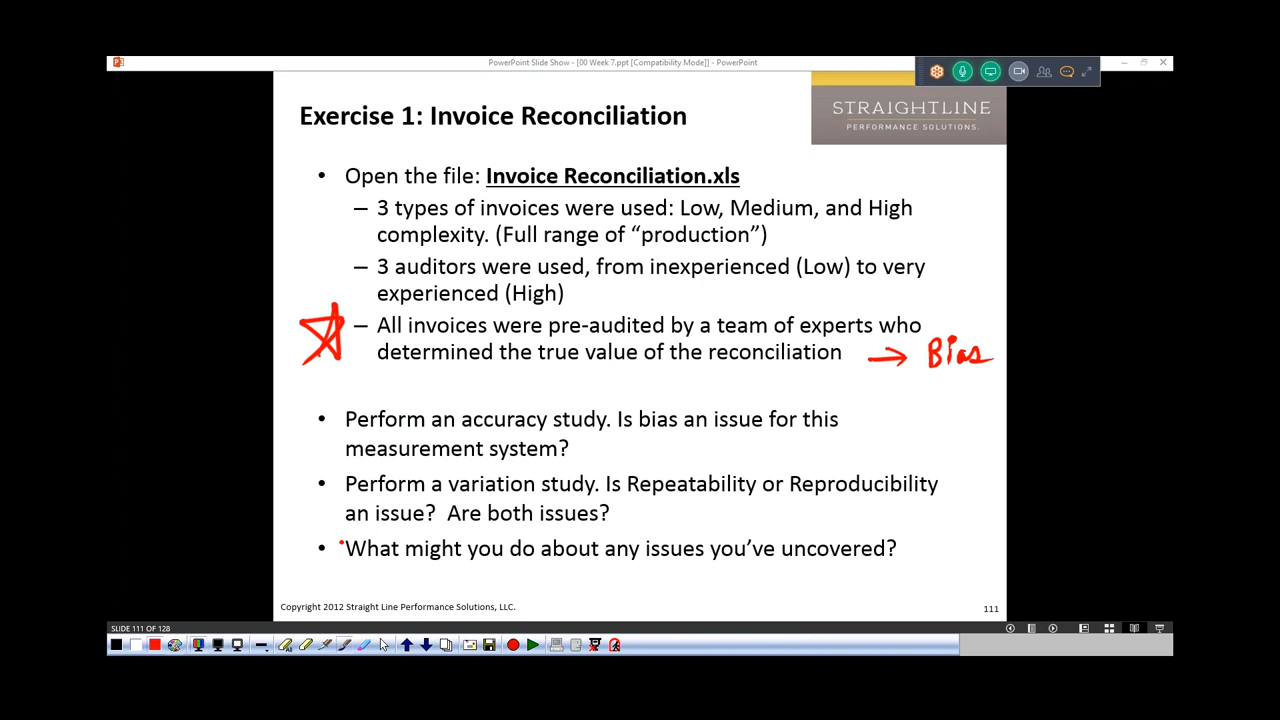 PowerPoint Slide Show - [00 Week 7.ppt [Compatibility Mode]] - PowerPoint
STRAIGHTLINE
PERFORMANCE SOLUTIONS.
Exercise 1: Invoice Reconciliation
• Open the file: Invoice Reconciliation.xls
– 3 types of invoices were used: Low, Medium, and High
complexity. (Full range of “production”)
– 3 auditors were used, from inexperienced (Low) to very
experienced (High)
– All invoices were pre-audited by a team of experts who
determined the true value of the reconciliation → Bias
• Perform an accuracy study. Is bias an issue for this
measurement system?
• Perform a variation study. Is Repeatability or Reproducibility
an issue? Are both issues?
• What might you do about any issues you’ve uncovered?
Copyright 2012 Straight Line Performance Solutions, LLC.
111
SLIDE 111 OF 128